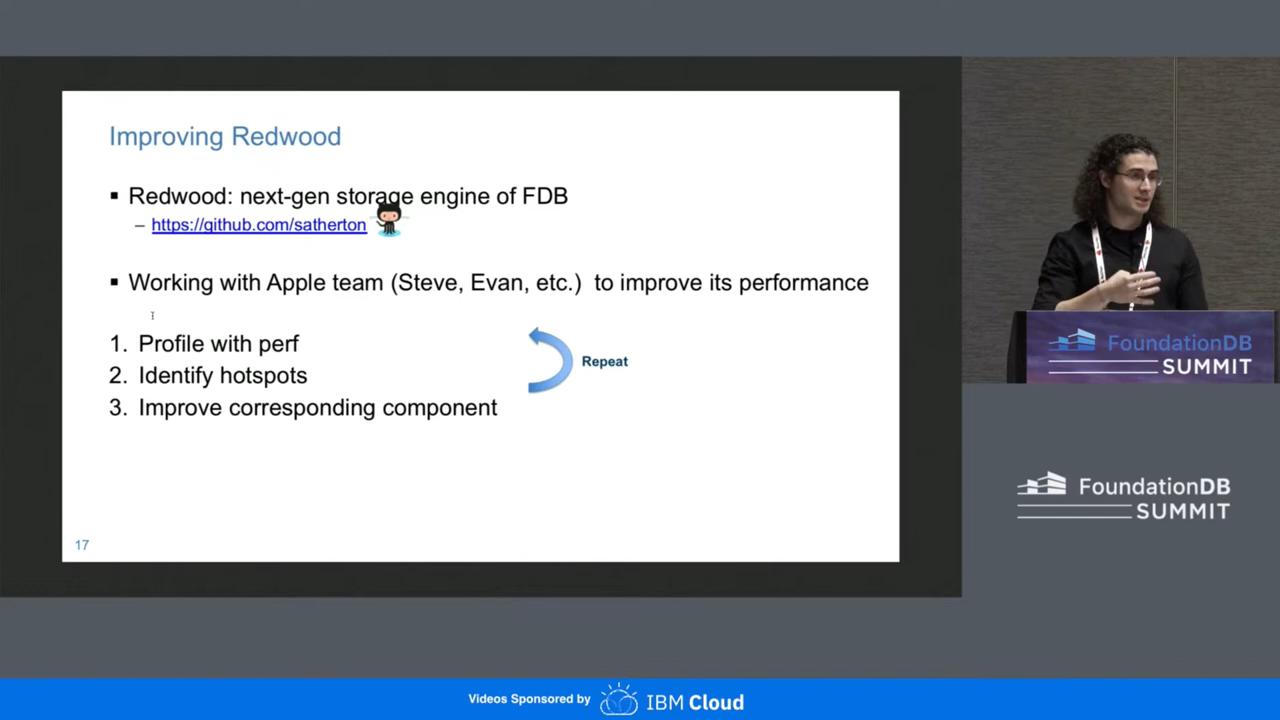 Improving Redwood
▪ Redwood: next-gen storage engine of FDB
– https://github.com/satherton
▪ Working with Apple team (Steve, Evan, etc.)  to improve its performance
1. Profile with perf
2. Identify hotspots
3. Improve corresponding component
Repeat
17
FoundationDB
SUMMIT
FoundationDB
SUMMIT
Videos Sponsored by IBM Cloud